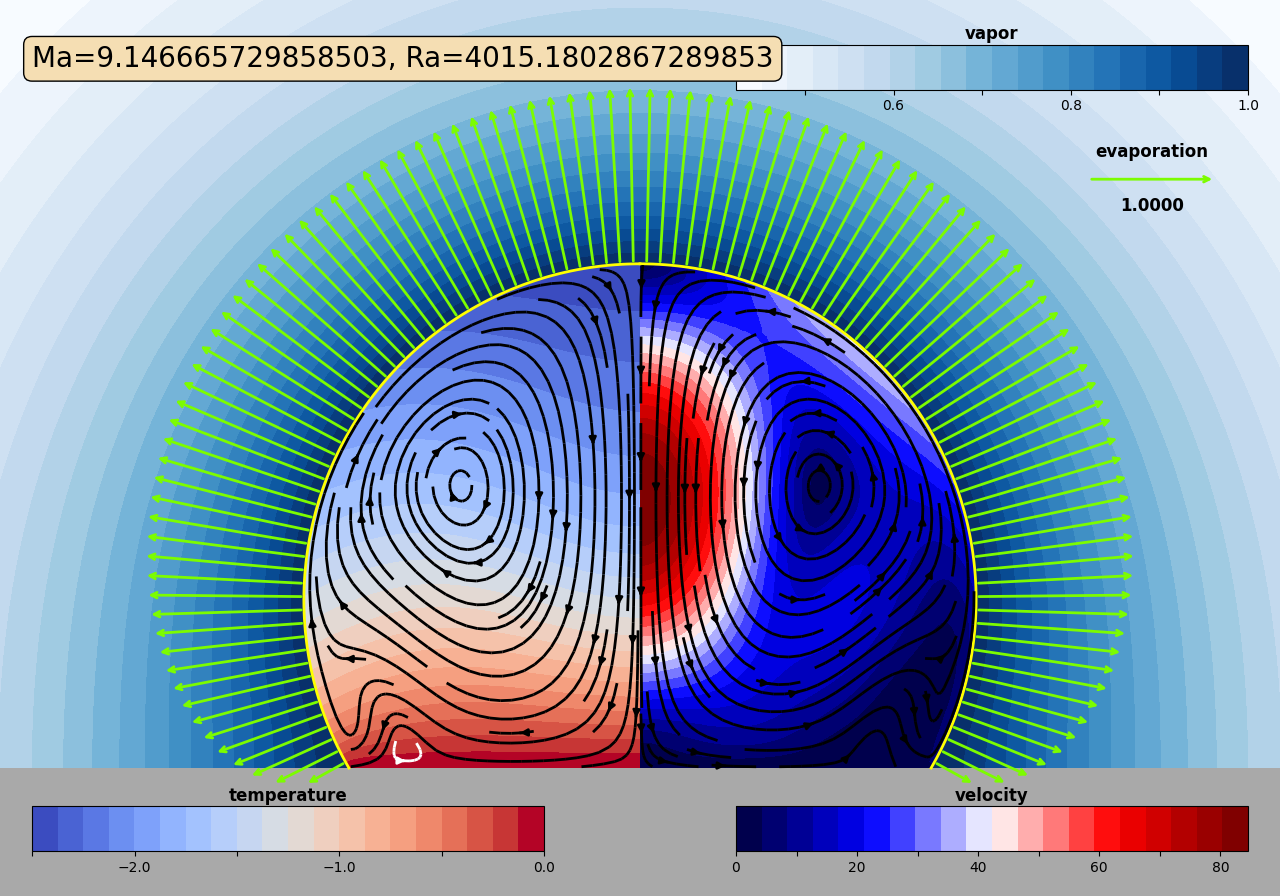 Ma=9.146665729858503, Ra=4015.1802867289853
vapor
0.6 0.8 1.0
evaporation
1.0000
temperature
−2.0 −1.0 0.0
velocity
0 20 40 60 80